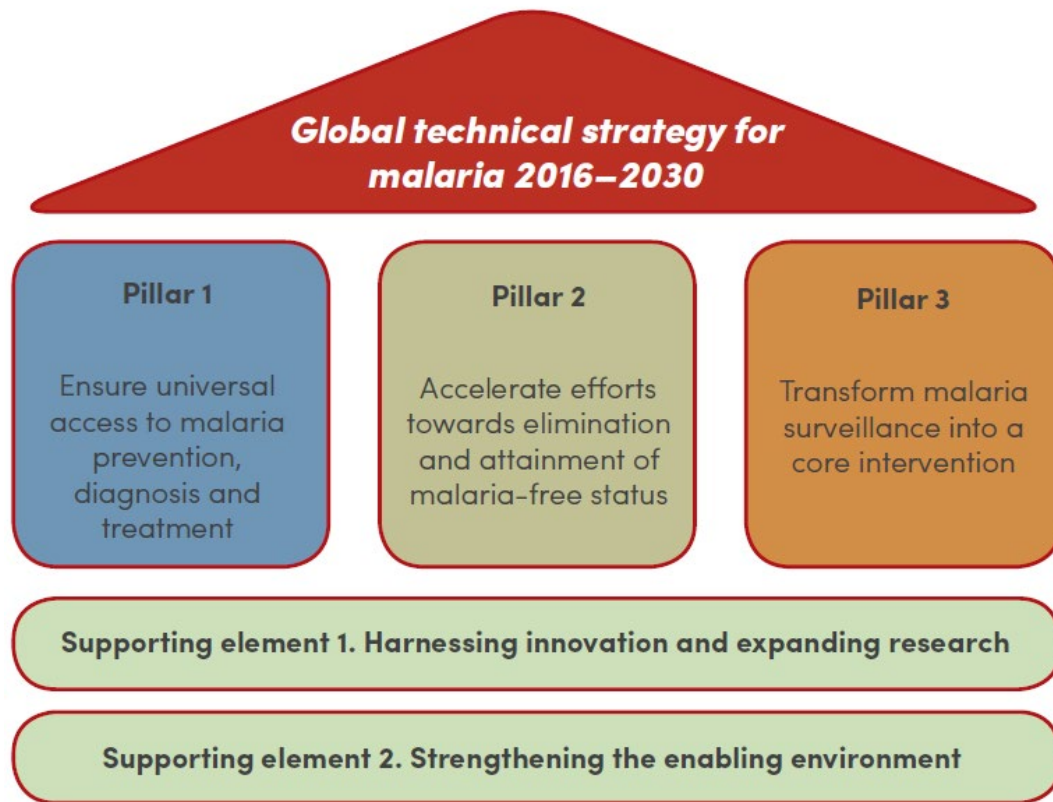 Global technical strategy for
malaria 2016–2030
Pillar 1
Ensure universal
access to malaria
prevention,
diagnosis and
treatment
Pillar 2
Accelerate efforts
towards elimination
and attainment of
malaria-free status
Pillar 3
Transform malaria
surveillance into a
core intervention
Supporting element 1. Harnessing innovation and expanding research
Supporting element 2. Strengthening the enabling environment